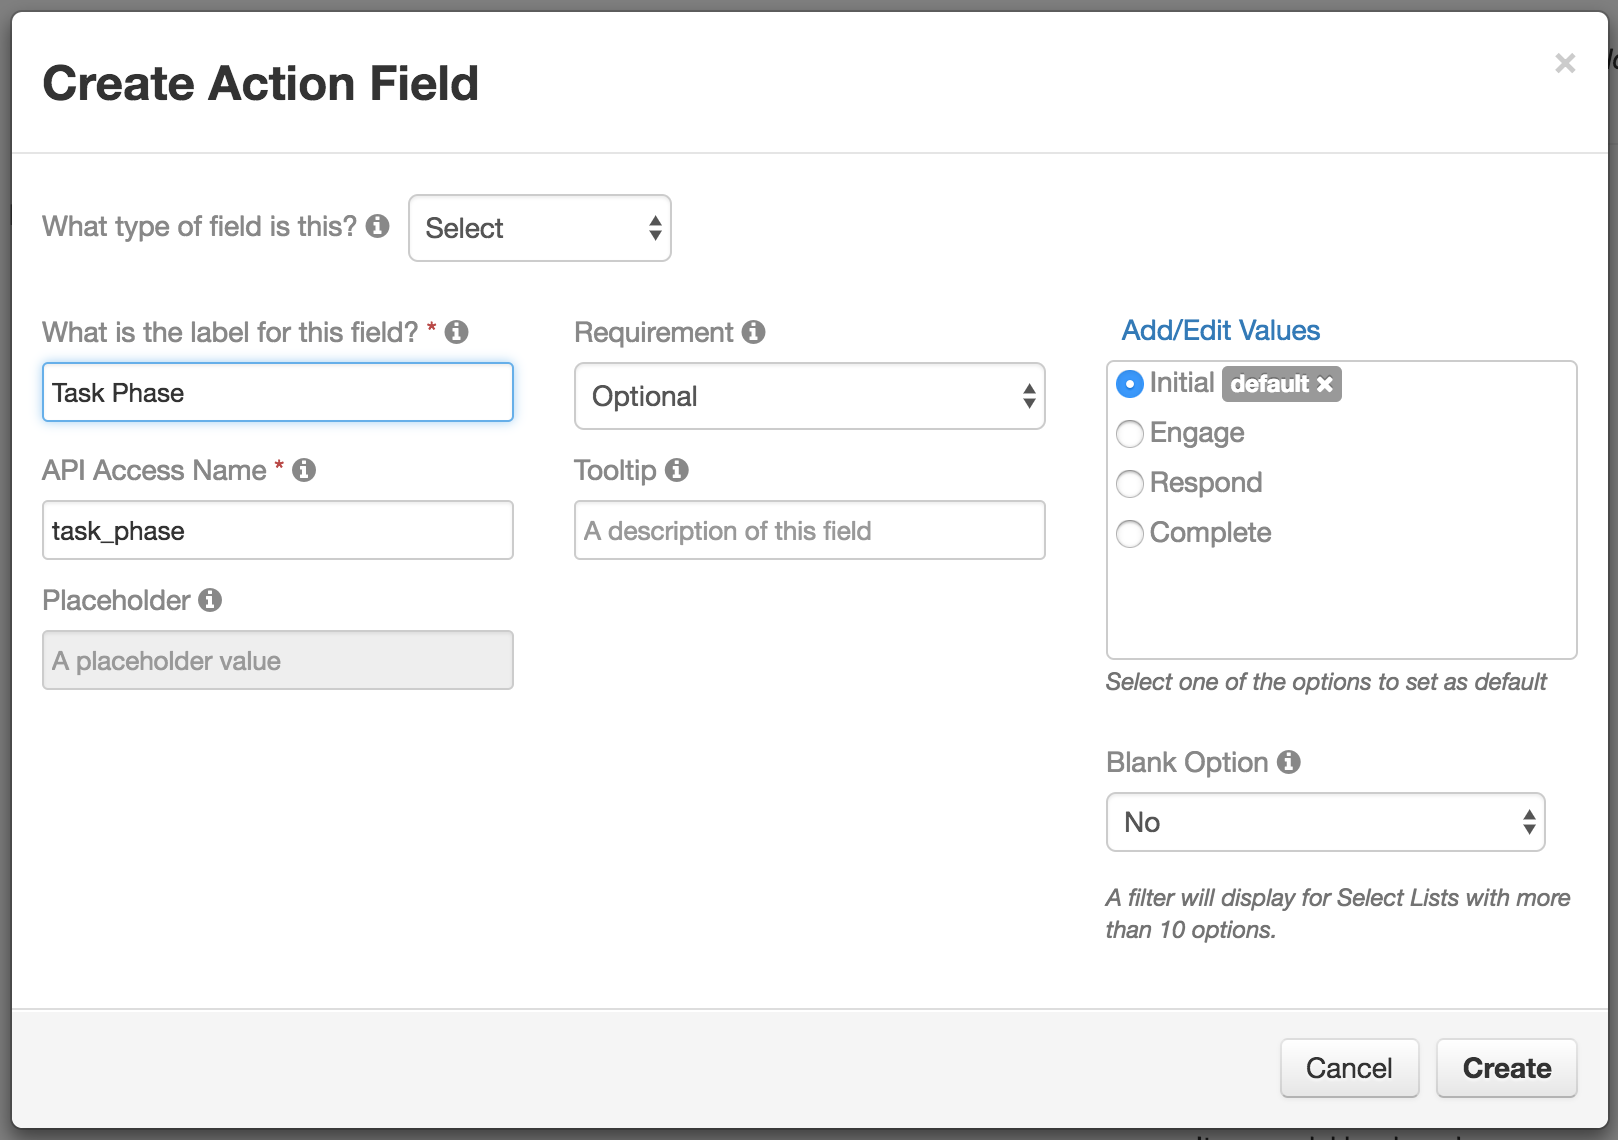 Create Action Field
×
What type of field is this?
Select
What is the label for this field? *
Task Phase
API Access Name *
task_phase
Placeholder
A placeholder value
Requirement
Optional
Tooltip
A description of this field
Add/Edit Values
Initial default ×
Engage
Respond
Complete
Select one of the options to set as default
Blank Option
No
A filter will display for Select Lists with more
than 10 options.
Cancel
Create